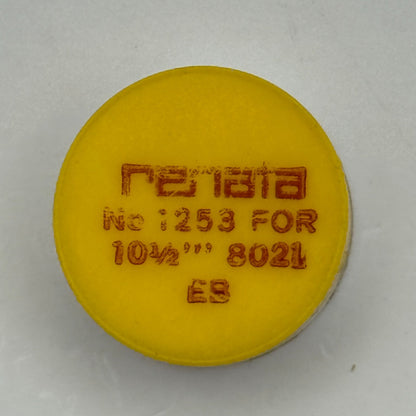 renata
No 1253 FOR
10½''' 8021
ES